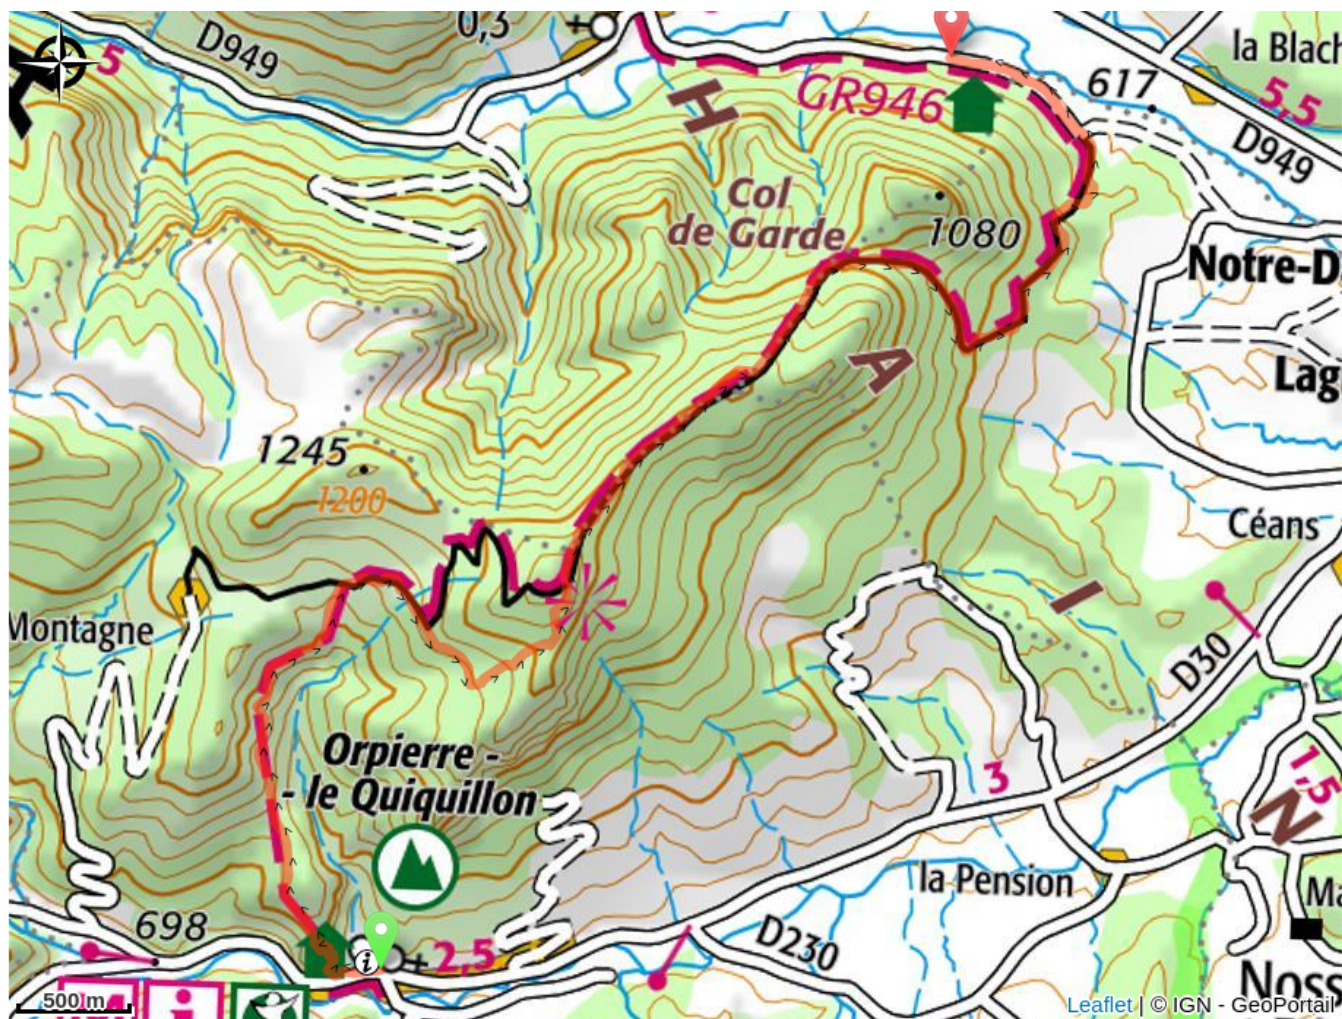 0,3
D949
5
la Blach
617
5,5
GR946
H
D949
Col
de Garde
1080
Notre-D
A
Lag
1245
1200
Céans
I
Montagne
D30
Orpierre -
- le Quiquillon
3
1,5
N
la Pension
Ma
698
2,5
i
D230
Noss
500 m
i
Leaflet | © IGN - GeoPortail